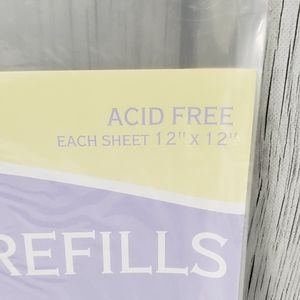 ACID FREE
EACH SHEET 12" X 12"
REFILLS